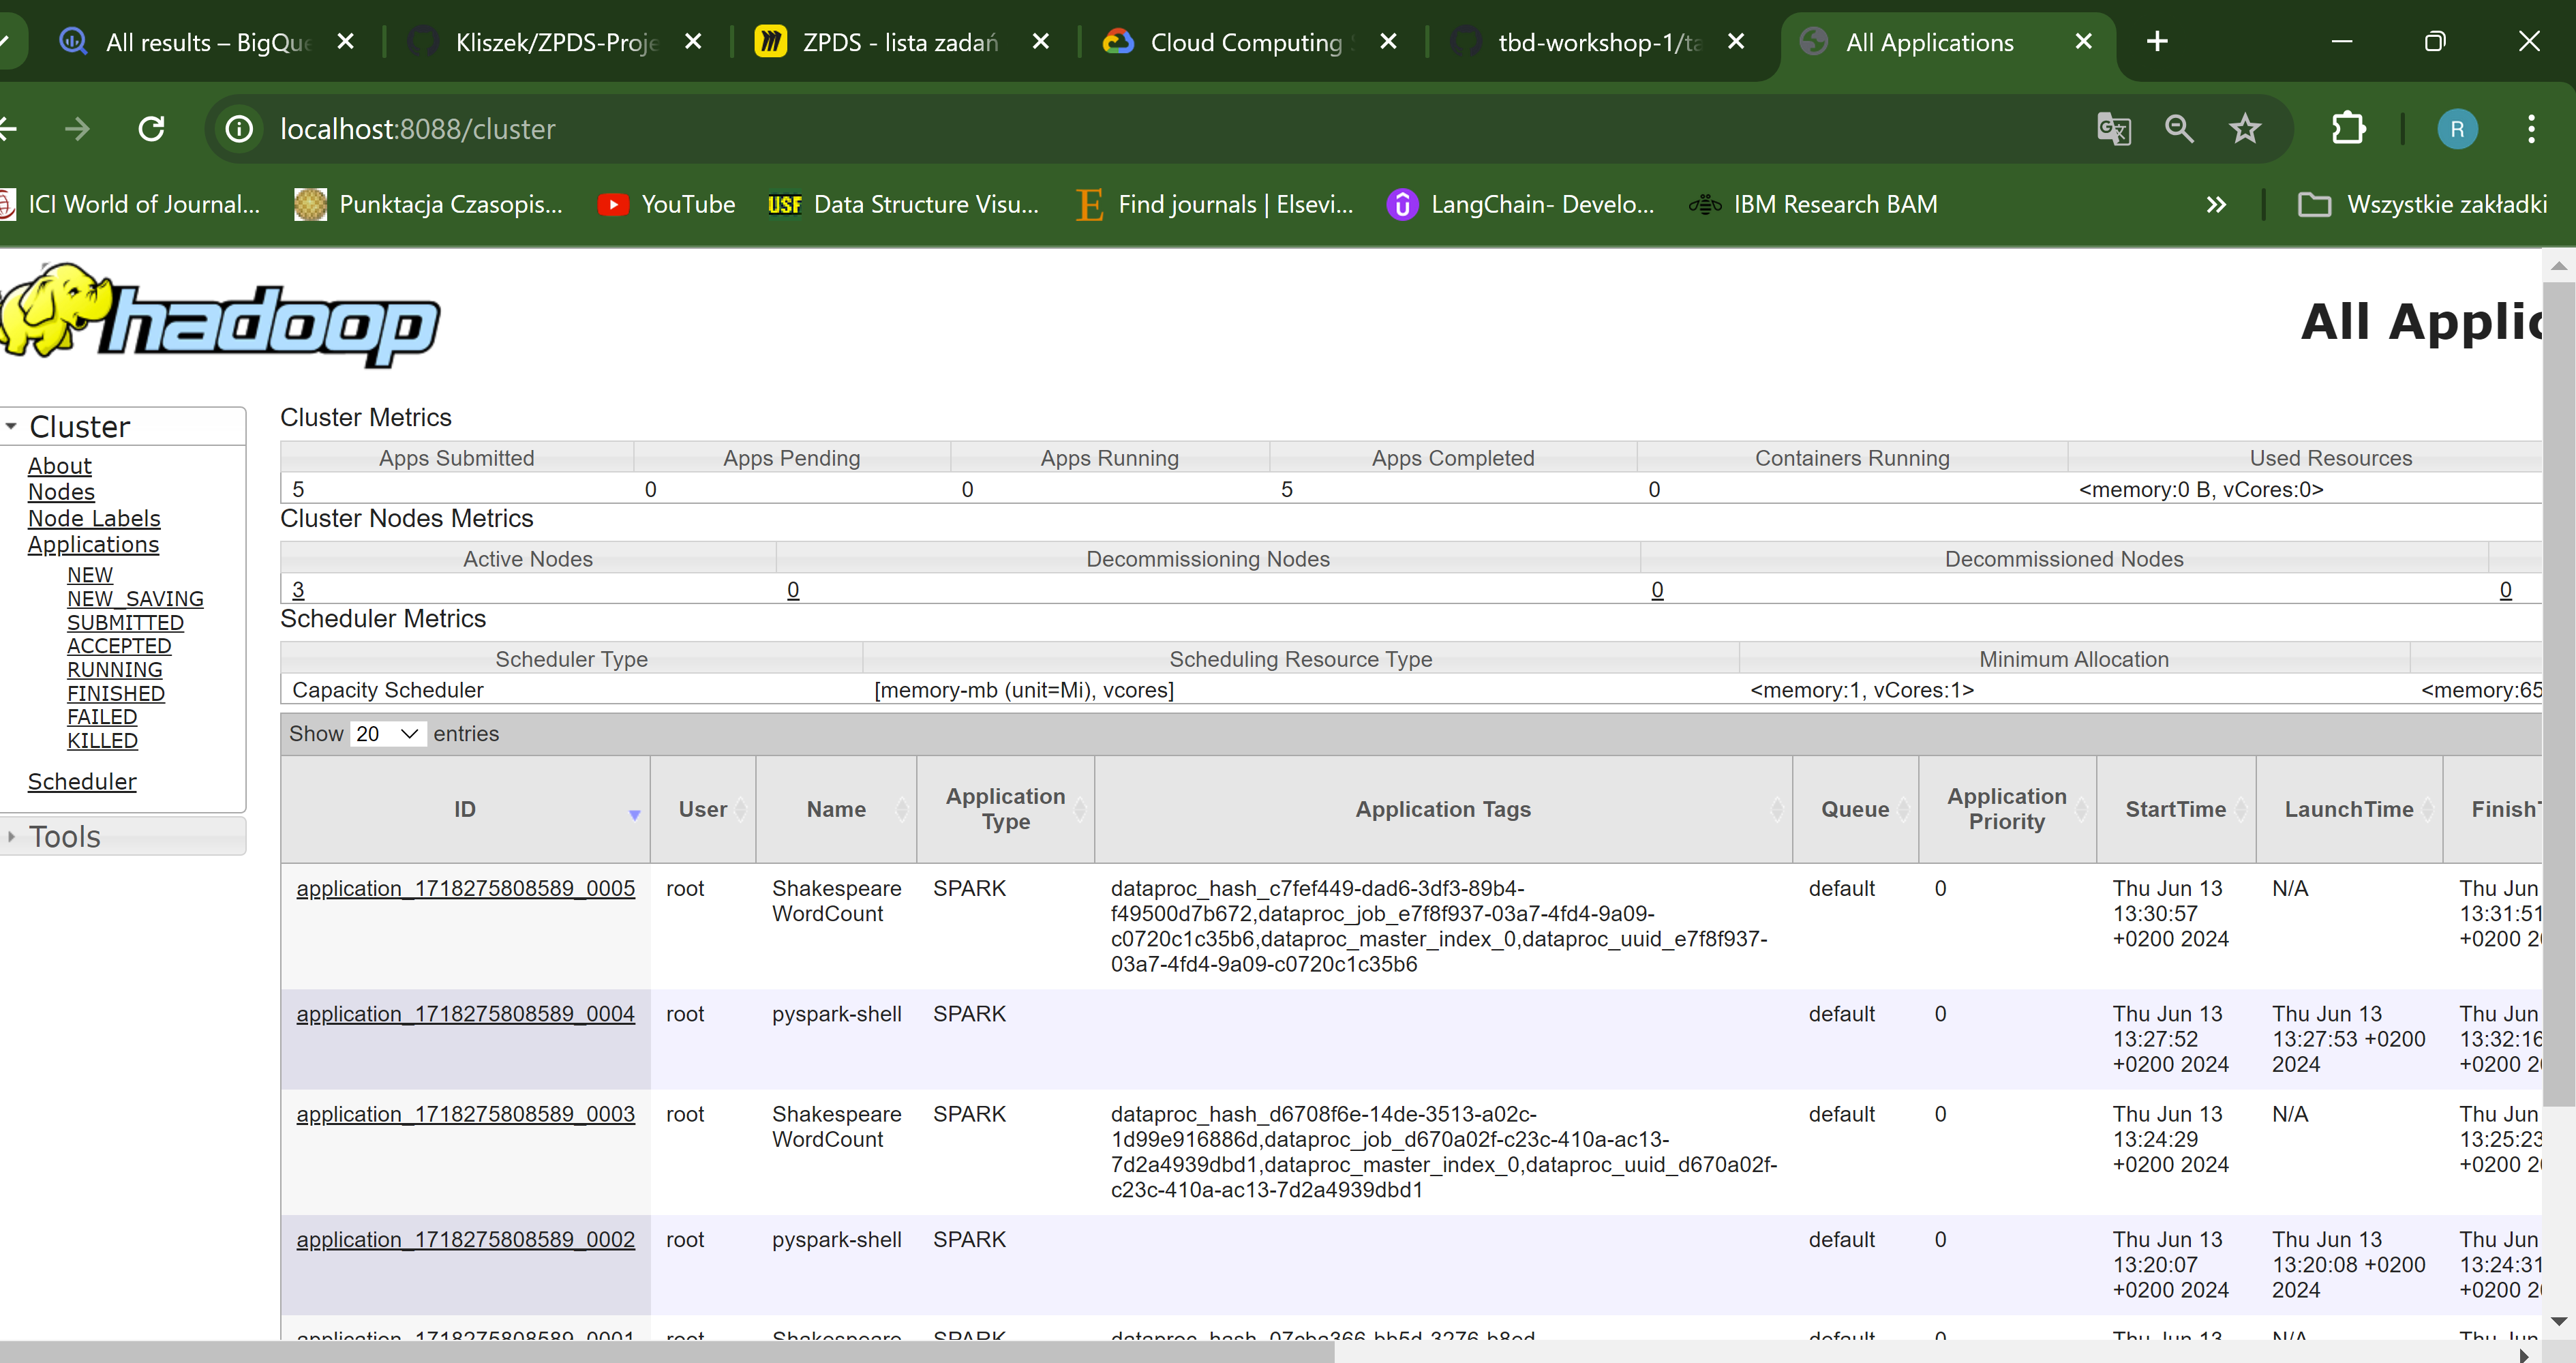 All results – BigQue
Kliszek/ZPDS-Proje
ZPDS - lista zadań
Cloud Computing
tbd-workshop-1/ta
All Applications
localhost:8088/cluster
R
ICI World of Journal...
Punktacja Czasopis...
YouTube
USF Data Structure Visu...
Find journals | Elsevi...
LangChain- Develo...
IBM Research BAM
Wszystkie zakładki
hadoop
All Applic
Cluster
About
Nodes
Node Labels
Applications
NEW
NEW_SAVING
SUBMITTED
ACCEPTED
RUNNING
FINISHED
FAILED
KILLED
Scheduler
Tools
Cluster Metrics
Apps Submitted Apps Pending Apps Running Apps Completed Containers Running Used Resources
5 0 0 5 0 <memory:0 B, vCores:0>
Cluster Nodes Metrics
Active Nodes Decommissioning Nodes Decommissioned Nodes
3 0 0 0
Scheduler Metrics
Scheduler Type Scheduling Resource Type Minimum Allocation
Capacity Scheduler [memory-mb (unit=Mi), vcores] <memory:1, vCores:1> <memory:65
Show 20 entries
ID User Name Application Type Application Tags Queue Application Priority StartTime LaunchTime FinishT
application_1718275808589_0005 root Shakespeare SPARK dataproc_hash_c7fef449-dad6-3df3-89b4- default 0 Thu Jun 13 N/A Thu Jun
WordCount f49500d7b672,dataproc_job_e7f8f937-03a7-4fd4-9a09- 13:30:57 13:31:51
c0720c1c35b6,dataproc_master_index_0,dataproc_uuid_e7f8f937- +0200 2024 +0200 20
03a7-4fd4-9a09-c0720c1c35b6
application_1718275808589_0004 root pyspark-shell SPARK default 0 Thu Jun 13 Thu Jun 13 Thu Jun
13:27:52 13:27:53 +0200 13:32:16
+0200 2024 2024 +0200 20
application_1718275808589_0003 root Shakespeare SPARK dataproc_hash_d6708f6e-14de-3513-a02c- default 0 Thu Jun 13 N/A Thu Jun
WordCount 1d99e916886d,dataproc_job_d670a02f-c23c-410a-ac13- 13:24:29 13:25:23
7d2a4939dbd1,dataproc_master_index_0,dataproc_uuid_d670a02f- +0200 2024 +0200 20
c23c-410a-ac13-7d2a4939dbd1
application_1718275808589_0002 root pyspark-shell SPARK default 0 Thu Jun 13 Thu Jun 13 Thu Jun
13:20:07 13:20:08 +0200 13:24:31
+0200 2024 2024 +0200 20
application_1718275808589_0001 root Shakespeare SPARK dataproc_hash_07cba366-bb5d-3276-b8ed- default 0 Thu Jun 13 N/A Thu Jun